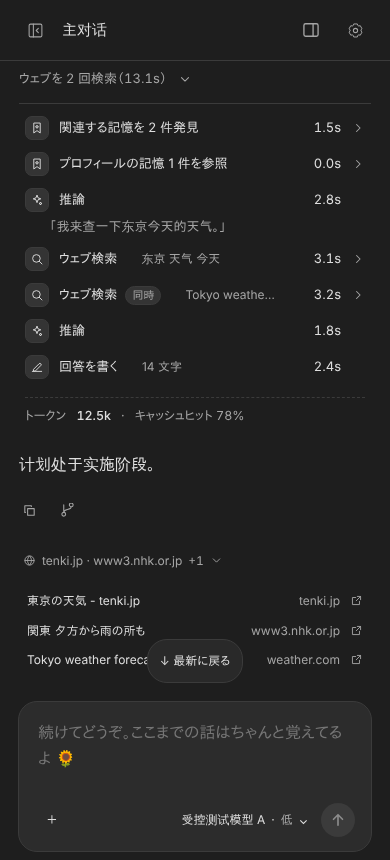 主对话
ウェブを 2 回検索（13.1s）
関連する記憶を 2 件発見 1.5s
プロフィールの記憶 1 件を参照 0.0s
推論 2.8s
「我来查一下东京今天的天气。」
ウェブ検索 东京 天气 今天 3.1s
ウェブ検索 同時 Tokyo weathe... 3.2s
推論 1.8s
回答を書く 14 文字 2.4s
トークン 12.5k · キャッシュヒット 78%
计划处于实施阶段。
tenki.jp · www3.nhk.or.jp +1
東京の天気 - tenki.jp tenki.jp
関東 夕方から雨の所も www3.nhk.or.jp
Tokyo weather foreca weather.com
↓ 最新に戻る
続けてどうぞ。ここまでの話はちゃんと覚えてる
よ 🌻
+ 受控测试模型 A · 低